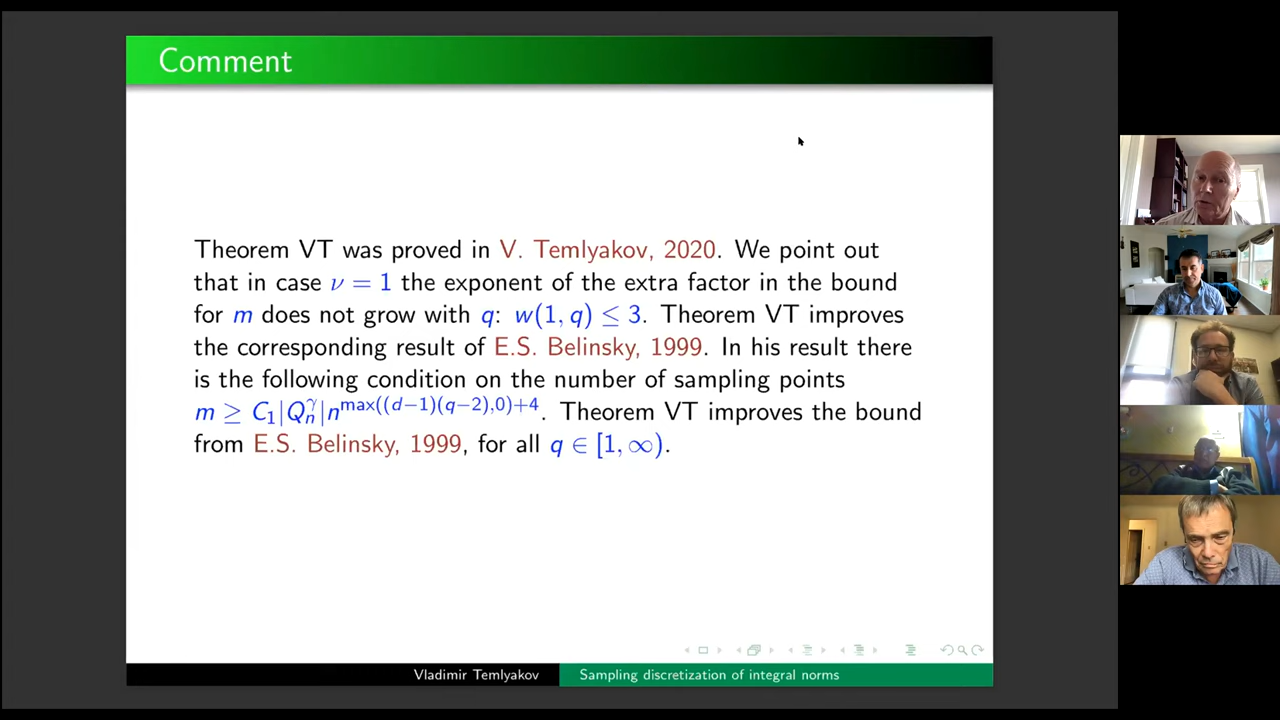 Comment
Theorem VT was proved in V. Temlyakov, 2020. We point out
that in case ν = 1 the exponent of the extra factor in the bound
for m does not grow with q: w(1, q) ≤ 3. Theorem VT improves
the corresponding result of E.S. Belinsky, 1999. In his result there
is the following condition on the number of sampling points
m ≥ C₁|Qₙ^γ|n^{max((d−1)(q−2),0)+4}. Theorem VT improves the bound
from E.S. Belinsky, 1999, for all q ∈ [1, ∞).
Vladimir Temlyakov
Sampling discretization of integral norms